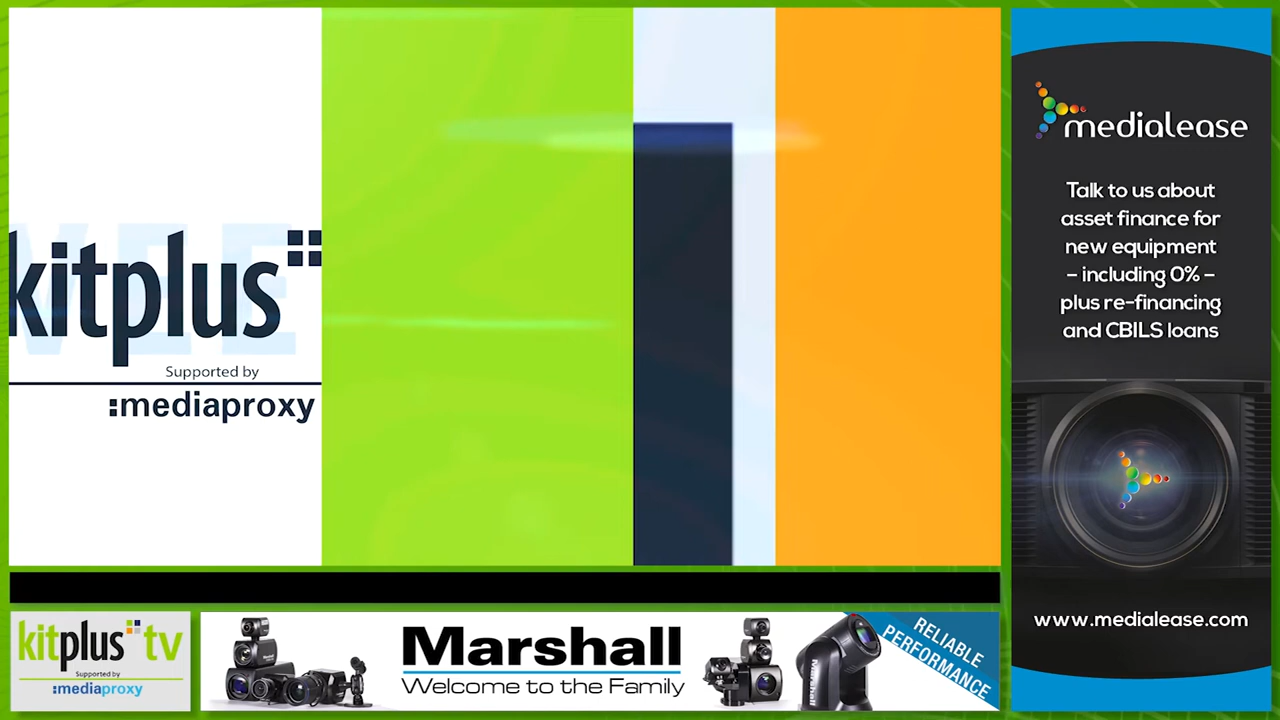 kitplus
Supported by
:mediaproxy
medialease
Talk to us about
asset finance for
new equipment
– including 0% –
plus re-financing
and CBILS loans
www.medialease.com
kitplus tv
Supported by
:mediaproxy
Marshall
Welcome to the Family
Marshall
RELIABLE
PERFORMANCE